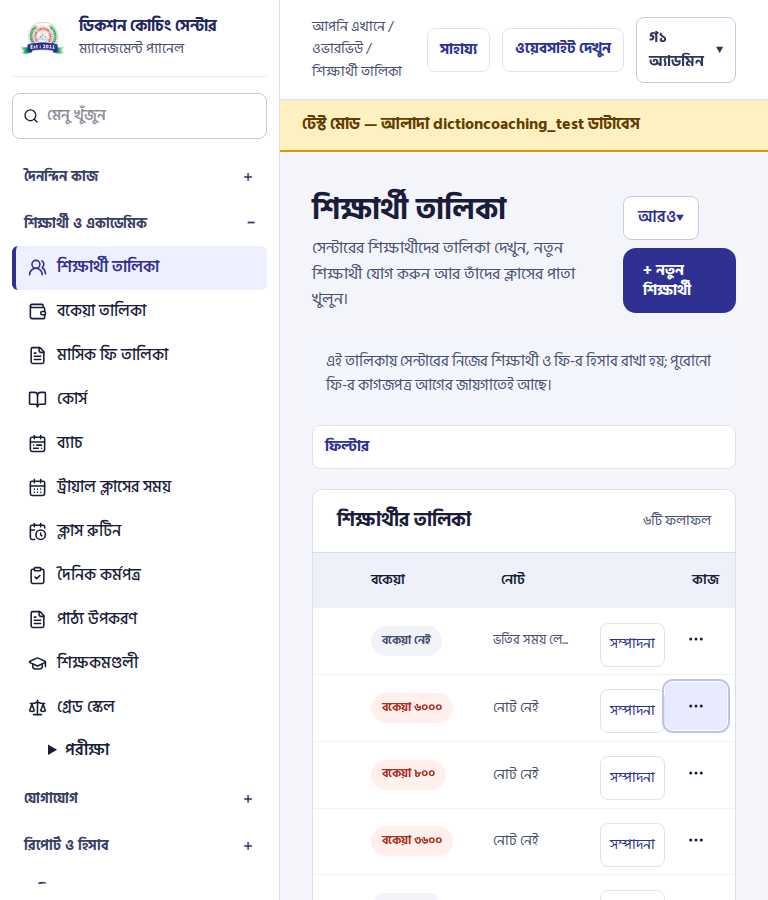 ডিকশন কোচিং সেন্টার
ম্যানেজমেন্ট প্যানেল
Est : 2011
মেনু খুঁজুন
দৈনন্দিন কাজ +
শিক্ষার্থী ও একাডেমিক −
শিক্ষার্থী তালিকা
বকেয়া তালিকা
মাসিক ফি তালিকা
কোর্স
ব্যাচ
ট্রায়াল ক্লাসের সময়
ক্লাস রুটিন
দৈনিক কর্মপত্র
পাঠ্য উপকরণ
শিক্ষকমণ্ডলী
গ্রেড স্কেল
▶ পরীক্ষা
যোগাযোগ +
রিপোর্ট ও হিসাব +
আপনি এখানে /
ওভারভিউ /
শিক্ষার্থী তালিকা
সাহায্য
ওয়েবসাইট দেখুন
গ১
অ্যাডমিন ▼
টেস্ট মোড — আলাদা dictioncoaching_test ডাটাবেস
শিক্ষার্থী তালিকা
সেন্টারের শিক্ষার্থীদের তালিকা দেখুন, নতুন
শিক্ষার্থী যোগ করুন আর তাঁদের ক্লাসের পাতা
খুলুন।
আরও▾
+ নতুন
শিক্ষার্থী
এই তালিকায় সেন্টারের নিজের শিক্ষার্থী ও ফি-র হিসাব রাখা হয়; পুরোনো
ফি-র কাগজপত্র আগের জায়গাতেই আছে।
ফিল্টার
শিক্ষার্থীর তালিকা ৬টি ফলাফল
বকেয়া নোট কাজ
বকেয়া নেই ভর্তির সময় লে... সম্পাদনা ...
বকেয়া ৬০০০ নোট নেই সম্পাদনা ...
বকেয়া ৮০০ নোট নেই সম্পাদনা ...
বকেয়া ৩৬০০ নোট নেই সম্পাদনা ...